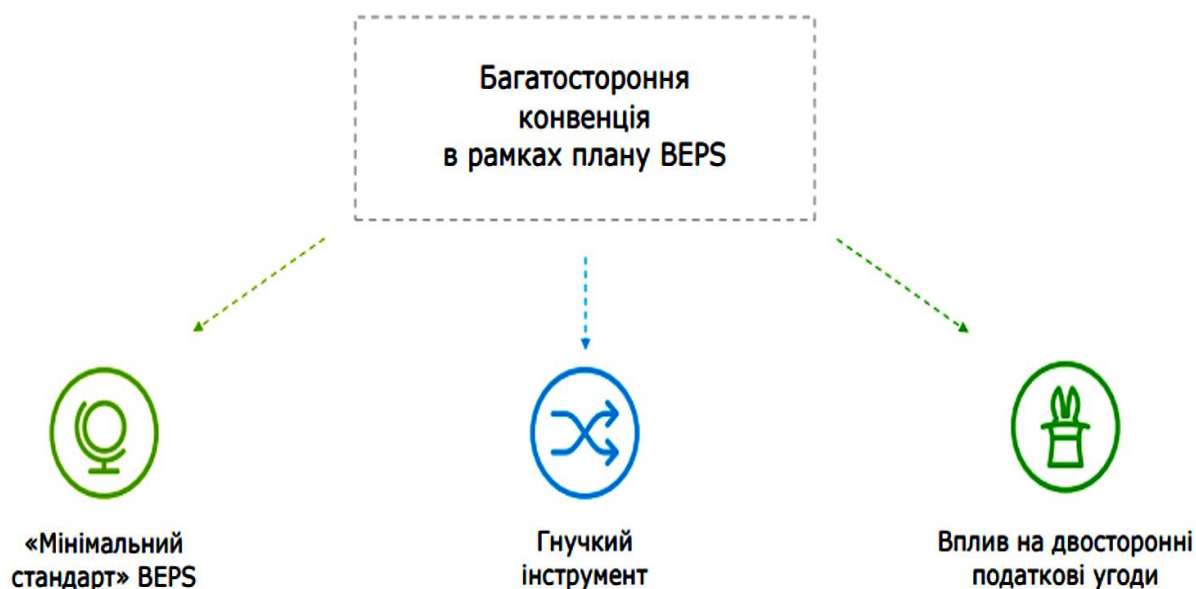 Багатостороння
конвенція
в рамках плану BEPS
«Мінімальний
стандарт» BEPS
Гнучкий
інструмент
Вплив на двосторонні
податкові угоди